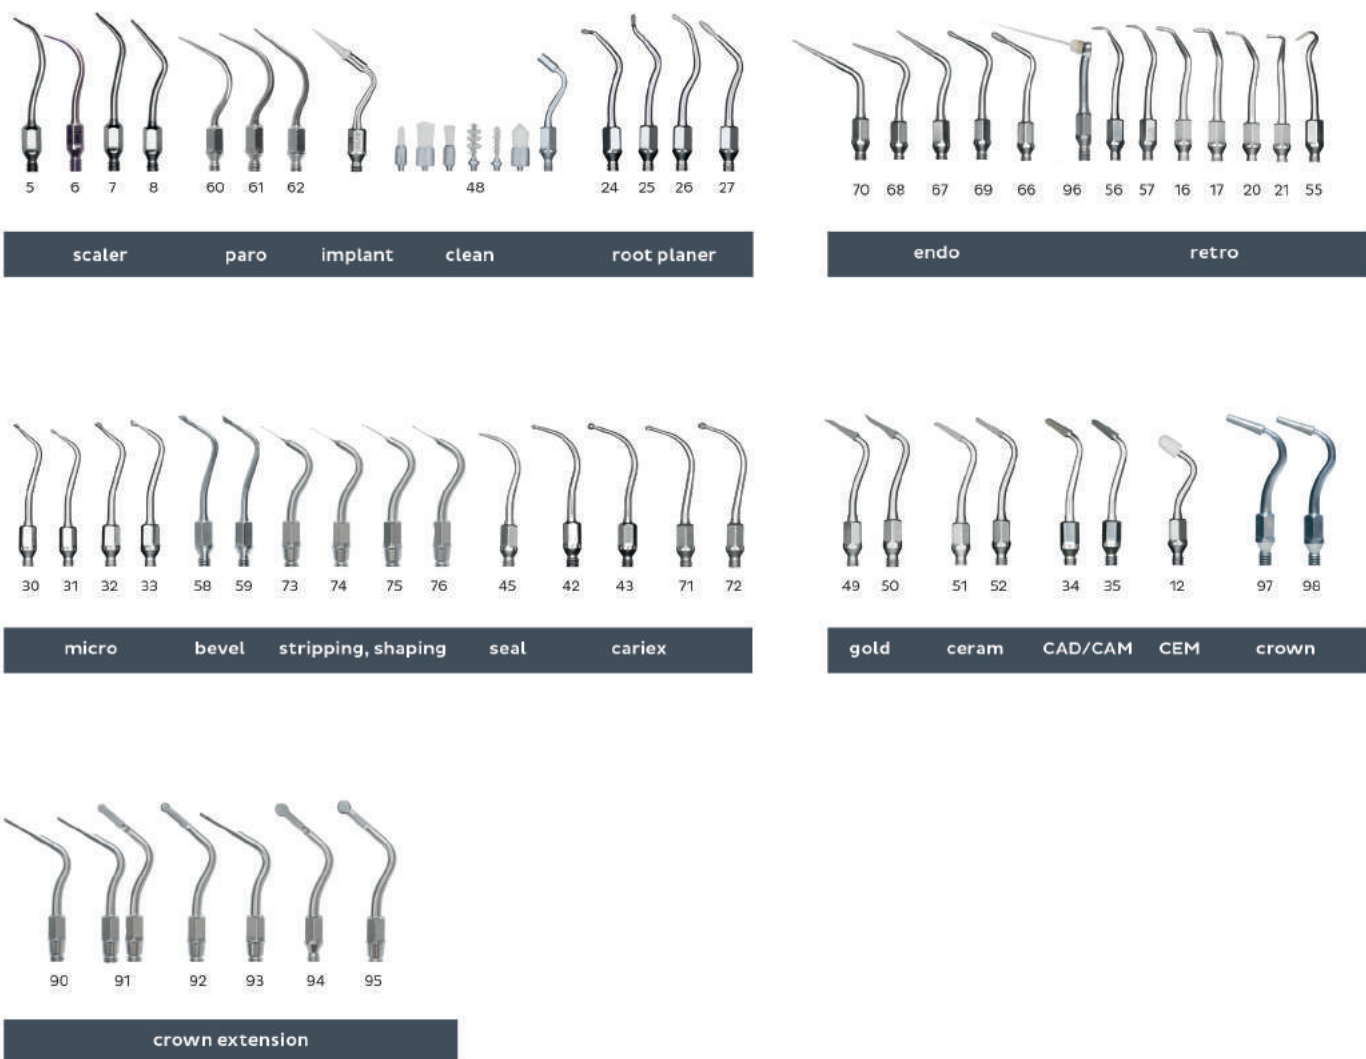 5 6 7 8 60 61 62 48 24 25 26 27
scaler paro implant clean root planer
70 68 67 69 66 96 56 57 16 17 20 21 55
endo retro
30 31 32 33 58 59 73 74 75 76 45 42 43 71 72
micro bevel stripping, shaping seal cariex
49 50 51 52 34 35 12 97 98
gold ceram CAD/CAM CEM crown
90 91 92 93 94 95
crown extension